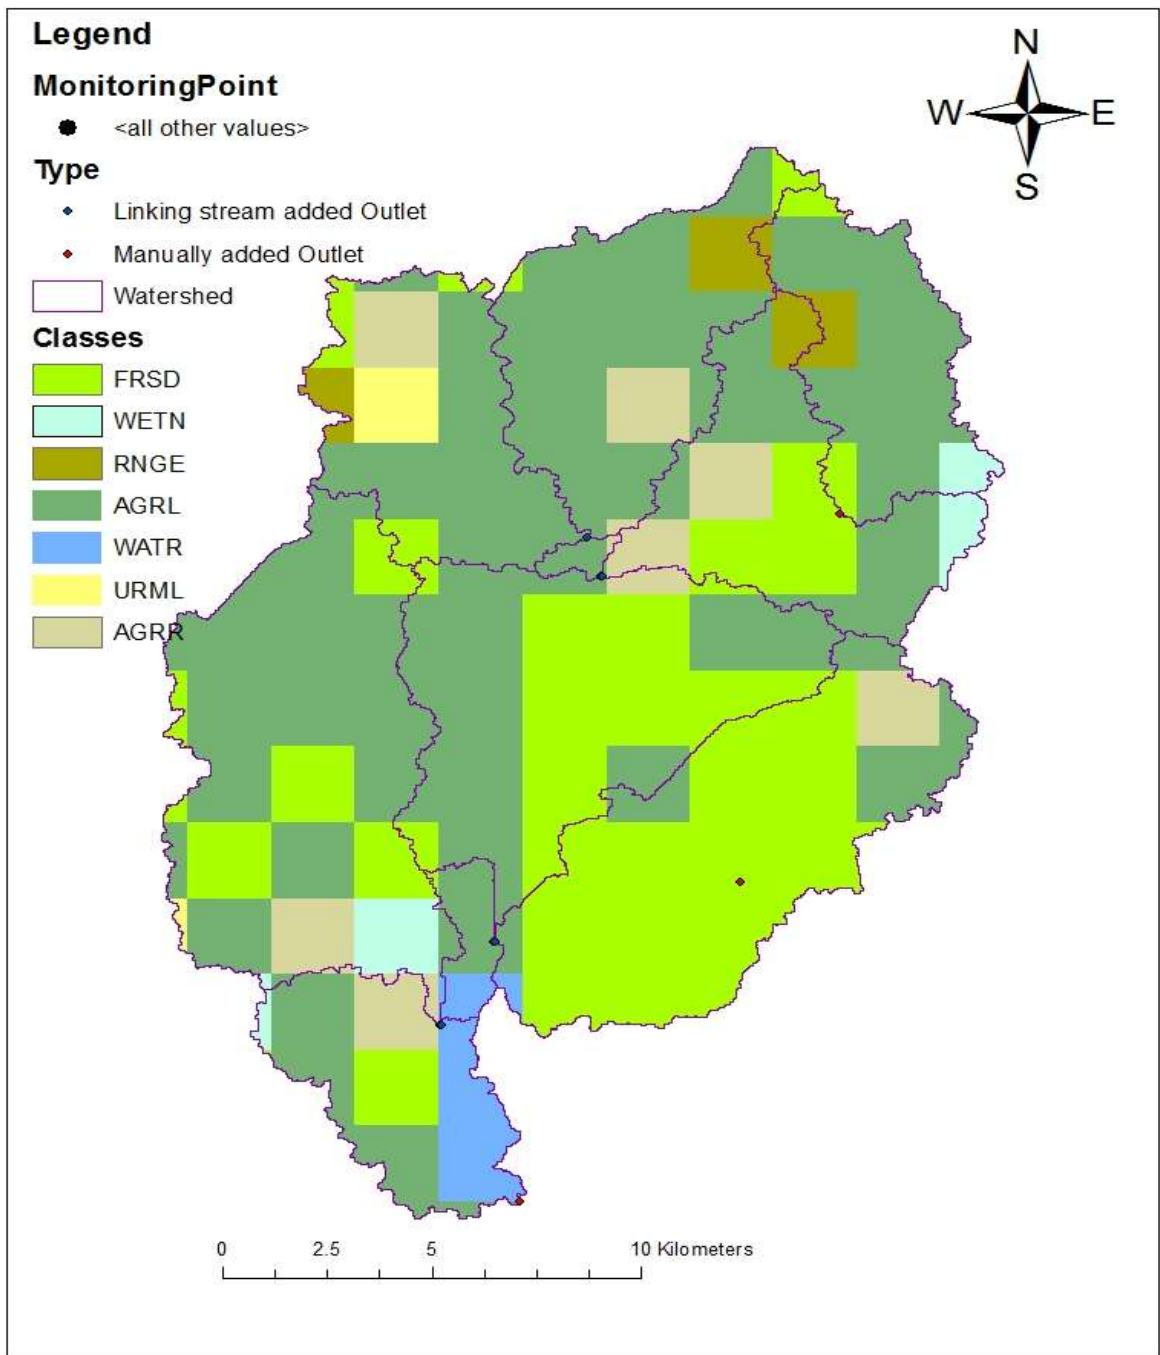 Legend
MonitoringPoint
<all other values>
Type
Linking stream added Outlet
Manually added Outlet
Watershed
Classes
FRSD
WETN
RNGE
AGRL
WATR
URML
AGRR
N
W E
S
0 2.5 5 10 Kilometers